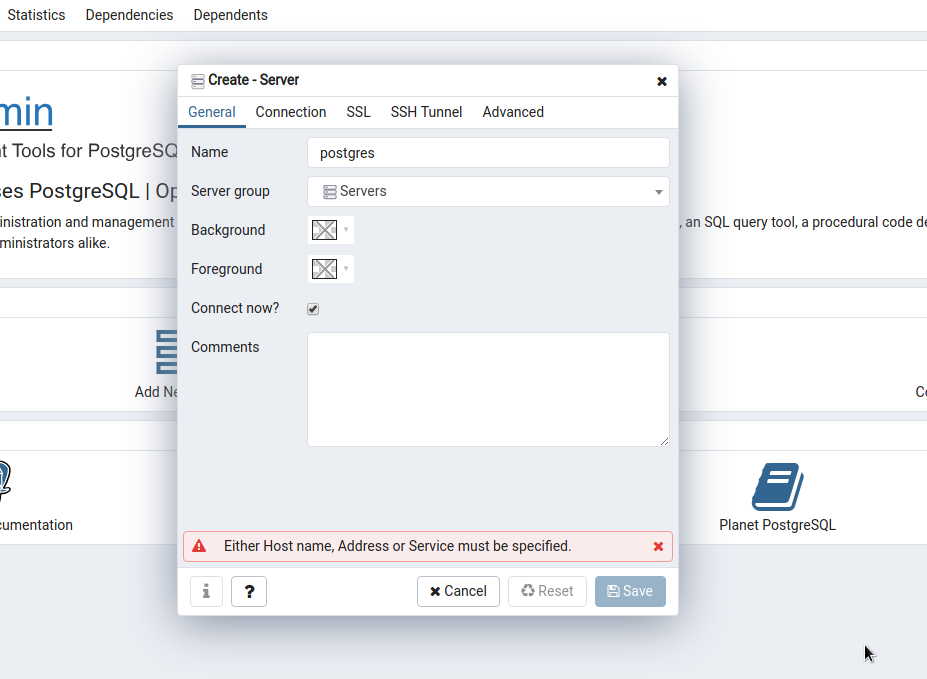 Statistics Dependencies Dependents
min
t Tools for PostgreSQ
ses PostgreSQL | Op
ninistration and management
, an SQL query tool, a procedural code de
ministrators alike.
Add Ne
Co
cumentation
Planet PostgreSQL
Create - Server
General Connection SSL SSH Tunnel Advanced
Name postgres
Server group Servers
Background
Foreground
Connect now?
Comments
Either Host name, Address or Service must be specified.
i ? Cancel Reset Save